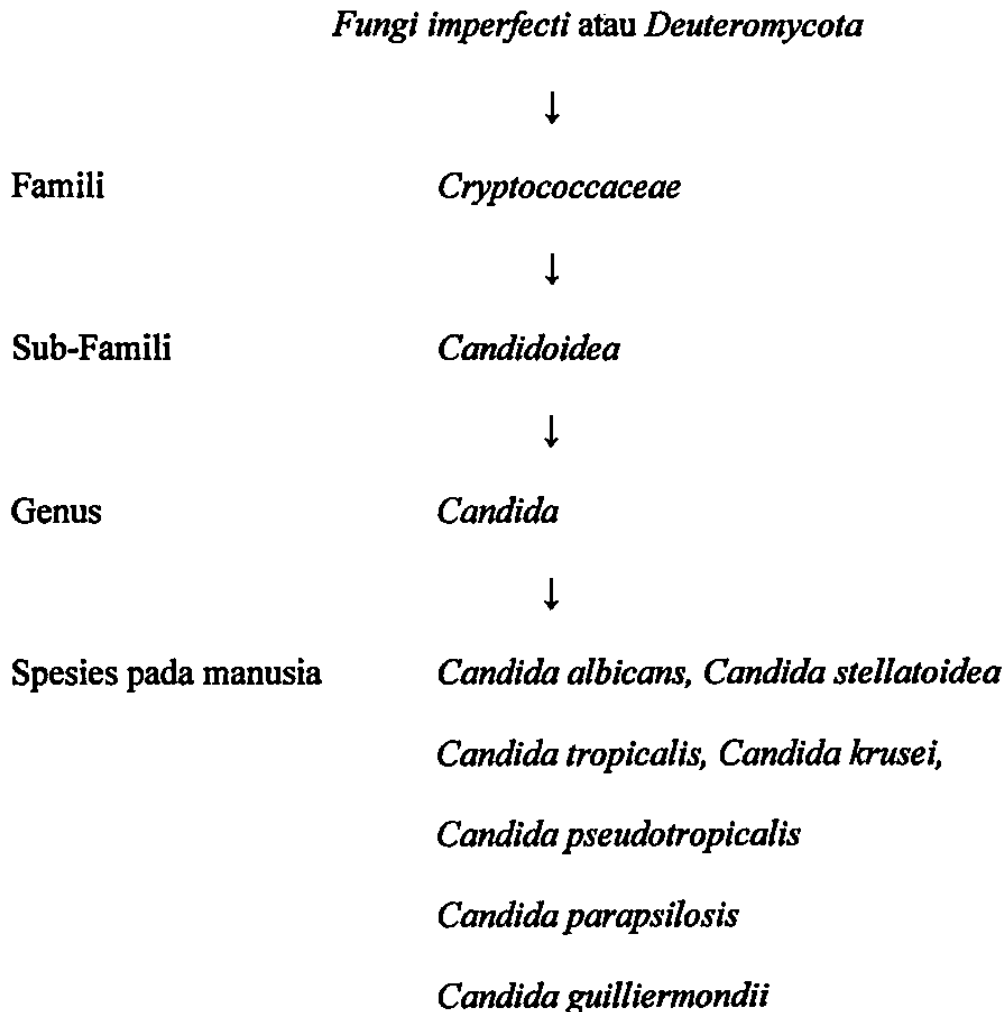 Fungi imperfecti atau Deuteromycota
↓
Famili Cryptococcaceae
↓
Sub-Famili Candidoidea
↓
Genus Candida
↓
Spesies pada manusia Candida albicans, Candida stellatoidea
Candida tropicalis, Candida krusei,
Candida pseudotropicalis
Candida parapsilosis
Candida guilliermondii